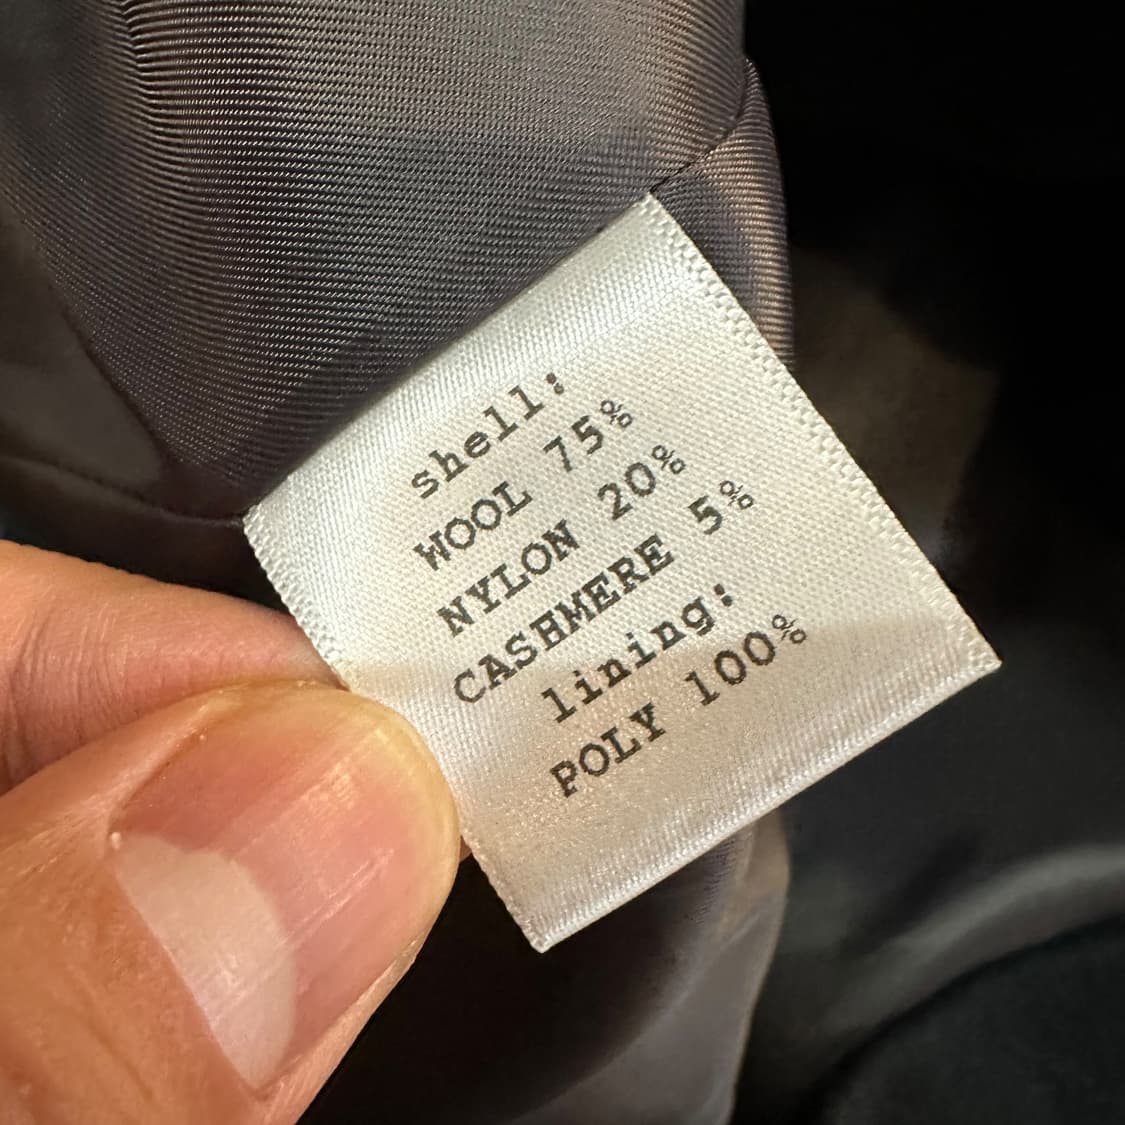 shell:
WOOL 75%
NYLON 20%
CASHMERE 5%
lining:
POLY 100%